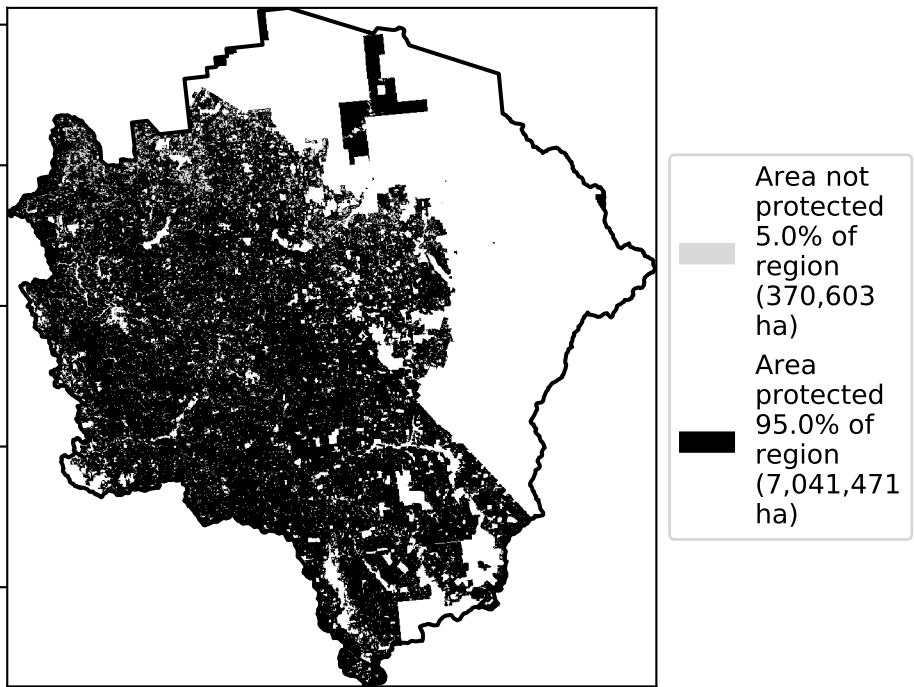 Area not
protected
5.0% of
region
(370,603
ha)
Area
protected
95.0% of
region
(7,041,471
ha)